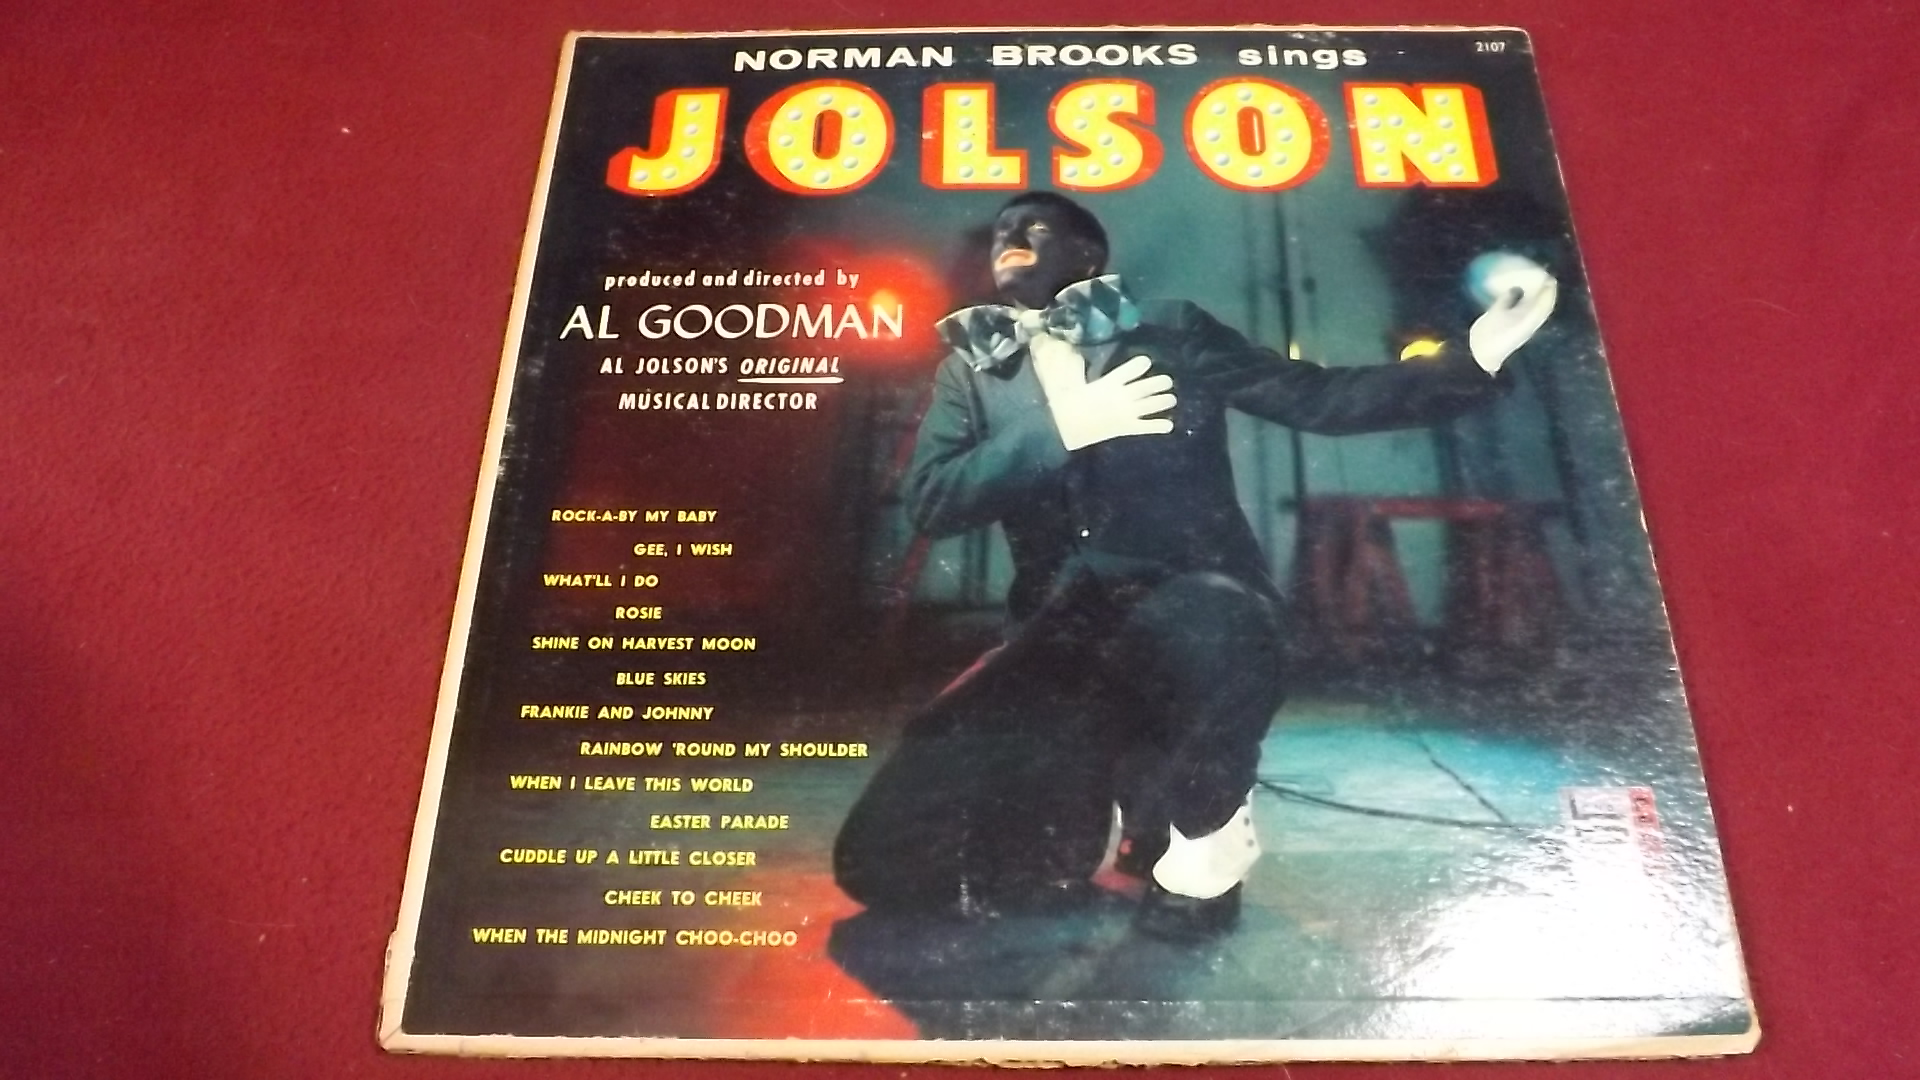 NORMAN BROOKS sings
2107
JOLSON
produced and directed by
AL GOODMAN
AL JOLSON'S ORIGINAL
MUSICAL DIRECTOR
ROCK-A-BY MY BABY
GEE, I WISH
WHAT'LL I DO
ROSIE
SHINE ON HARVEST MOON
BLUE SKIES
FRANKIE AND JOHNNY
RAINBOW 'ROUND MY SHOULDER
WHEN I LEAVE THIS WORLD
EASTER PARADE
CUDDLE UP A LITTLE CLOSER
CHEEK TO CHEEK
WHEN THE MIDNIGHT CHOO-CHOO